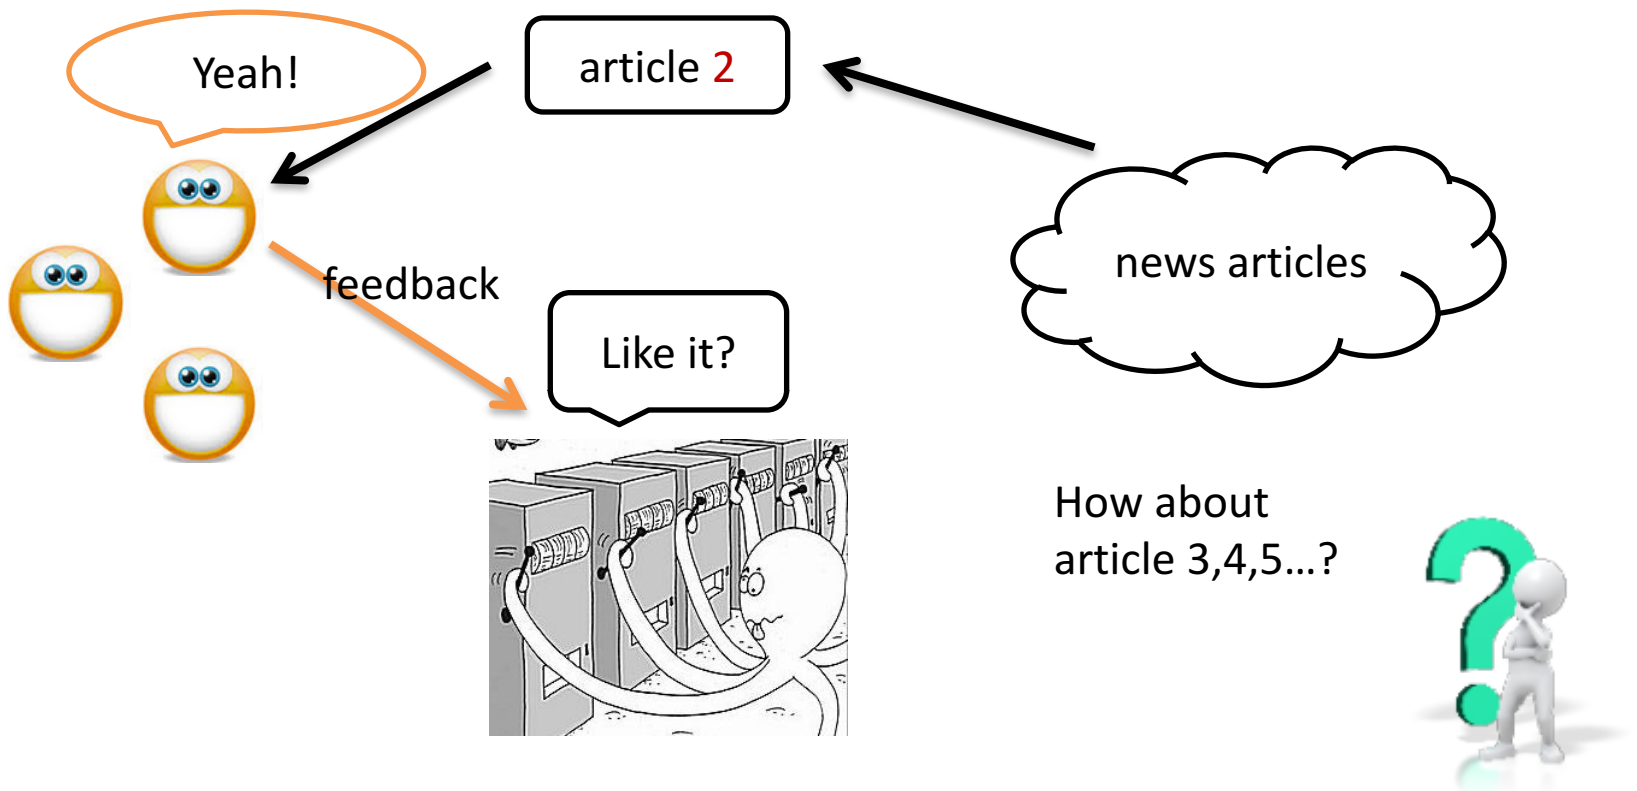 Yeah!
article 2
news articles
feedback
Like it?
How about
article 3,4,5…?